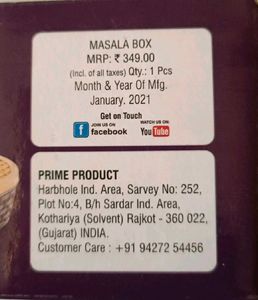 MASALA BOX
MRP: ₹ 349.00
(Incl. of all taxes) Qty.: 1 Pcs
Month & Year Of Mfg.
January. 2021
Get on Touch
JOIN US ON
f facebook
WATCH US ON
YouTube
PRIME PRODUCT
Harbhole Ind. Area, Sarvey No: 252,
Plot No:4, B/h Sardar Ind. Area,
Kothariya (Solvent) Rajkot - 360 022,
(Gujarat) INDIA.
Customer Care : +91 94272 54456